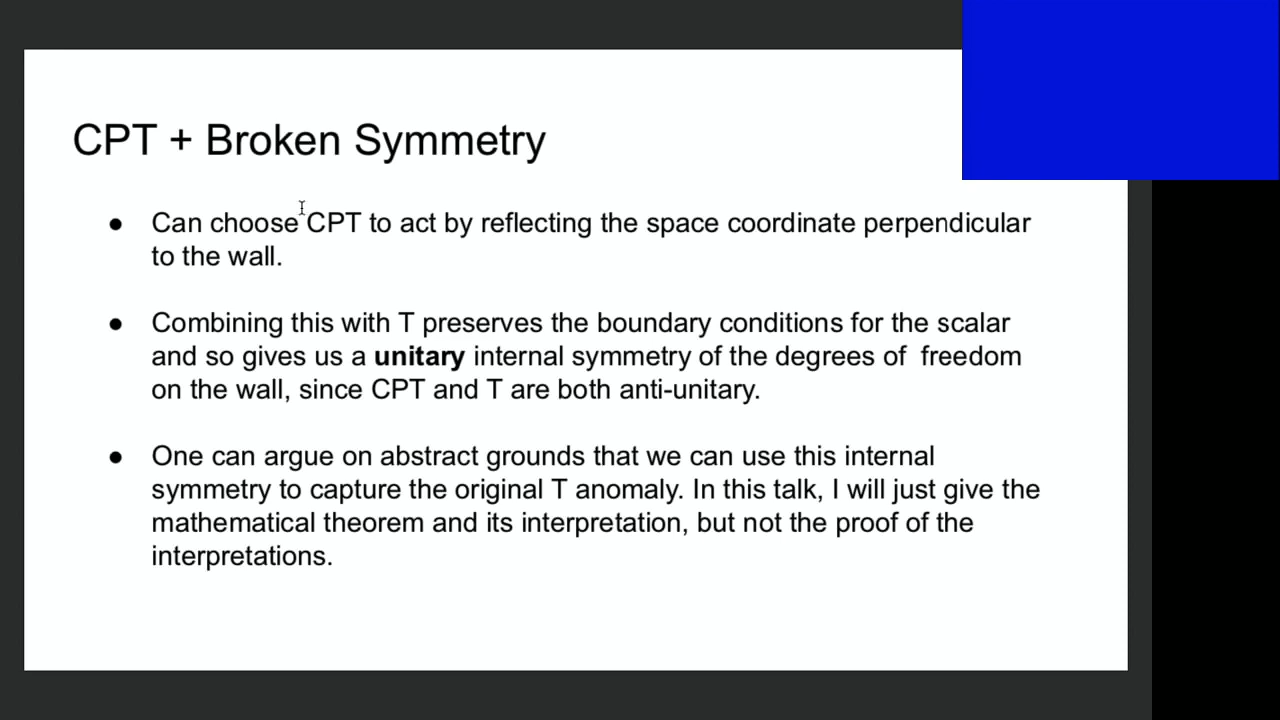 CPT + Broken Symmetry
● Can choose CPT to act by reflecting the space coordinate perpendicular
to the wall.
● Combining this with T preserves the boundary conditions for the scalar
and so gives us a unitary internal symmetry of the degrees of  freedom
on the wall, since CPT and T are both anti-unitary.
● One can argue on abstract grounds that we can use this internal
symmetry to capture the original T anomaly. In this talk, I will just give the
mathematical theorem and its interpretation, but not the proof of the
interpretations.